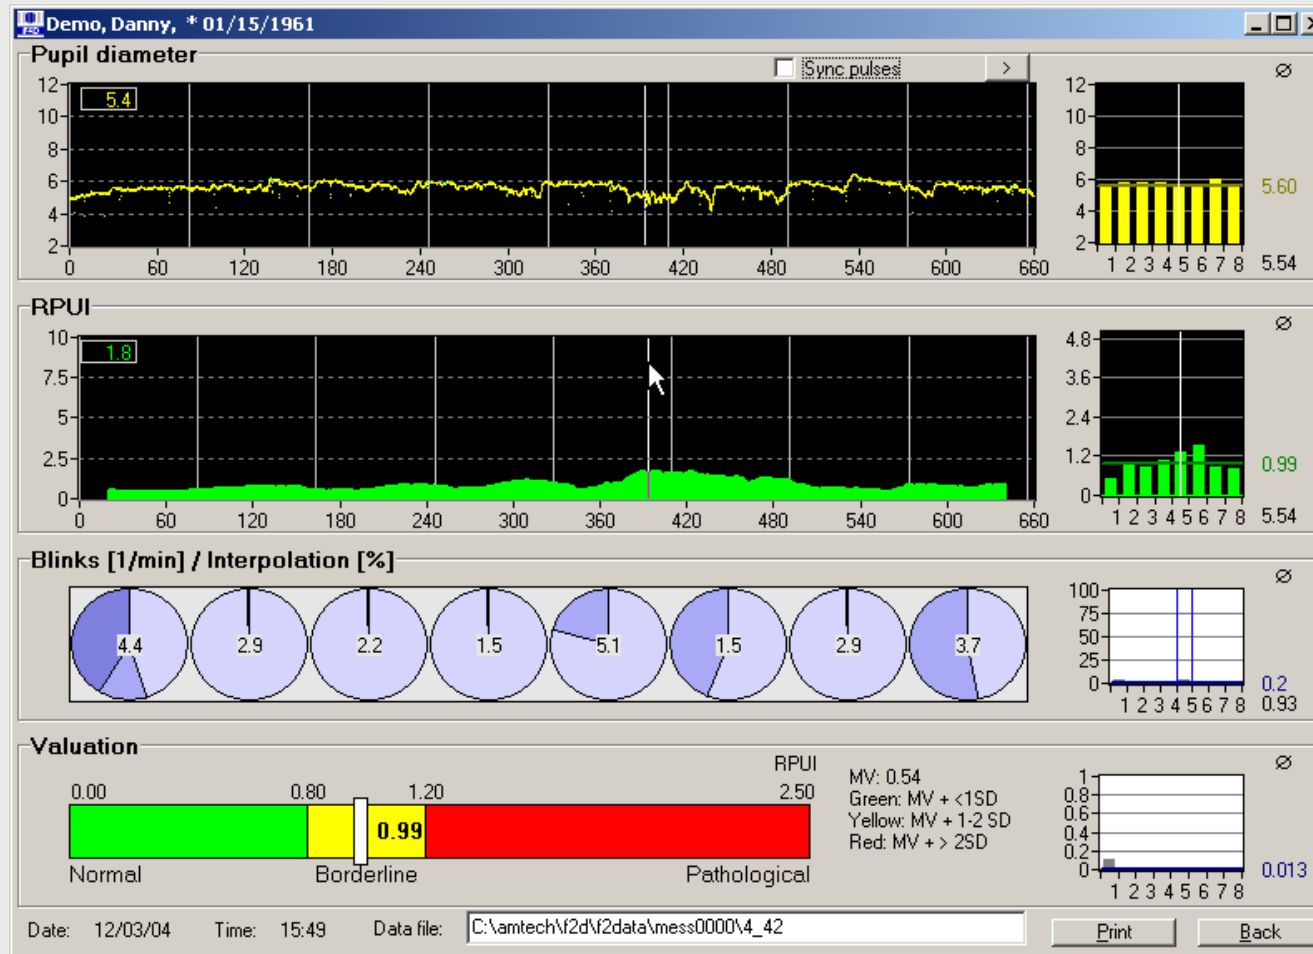 Demo, Danny, * 01/15/1961
Pupil diameter
Sync pulses
>
Ø
5.4
12
10
8
6
4
2
0 60 120 180 240 300 360 420 480 540 600 660
12
10
8
6
4
2
1 2 3 4 5 6 7 8
5.60
5.54
RPUI
Ø
1.8
10
7.5
5
2.5
0
0 60 120 180 240 300 360 420 480 540 600 660
4.8
3.6
2.4
1.2
0
1 2 3 4 5 6 7 8
0.99
5.54
Blinks [1/min] / Interpolation [%]
Ø
4.4 2.9 2.2 1.5 5.1 1.5 2.9 3.7
100
75
50
25
0
1 2 3 4 5 6 7 8
0.2
0.93
Valuation
RPUI
Ø
0.00 0.80 1.20 2.50
0.99
Normal Borderline Pathological
MV: 0.54
Green: MV + <1SD
Yellow: MV + 1-2 SD
Red: MV + > 2SD
1
0.8
0.6
0.4
0.2
0
1 2 3 4 5 6 7 8
0.013
Date: 12/03/04 Time: 15:49 Data file: C:\amtech\f2d\f2data\mess0000\4_42
Print Back